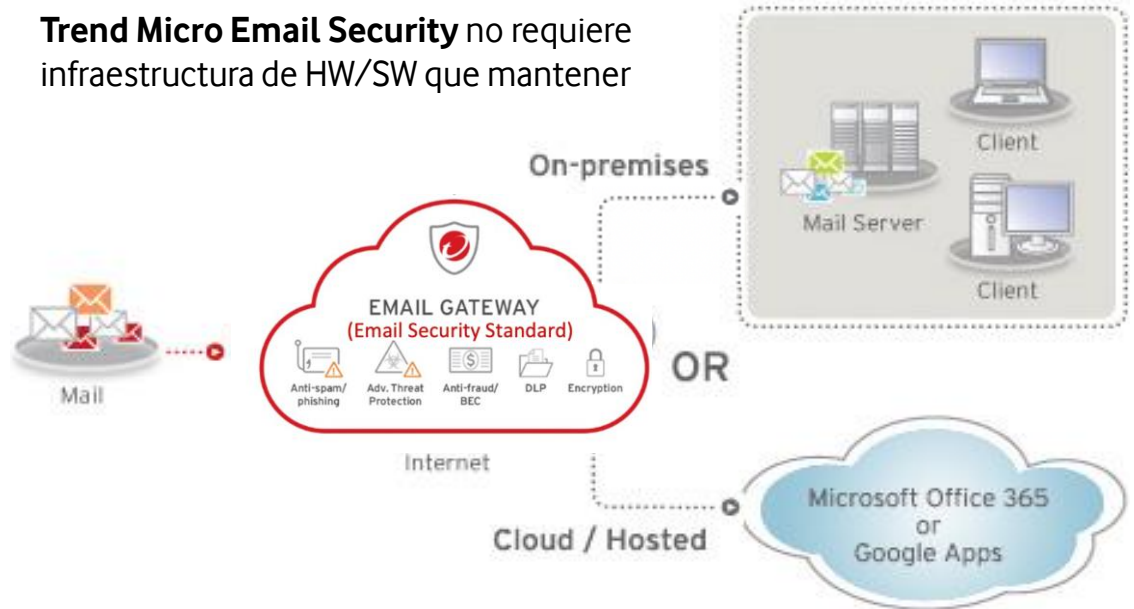 Trend Micro Email Security no requiere
infraestructura de HW/SW que mantener
Client
On-premises
Mail Server
Client
EMAIL GATEWAY
(Email Security Standard)
Anti-spam/
phishing
Adv. Threat
Protection
Anti-fraud/
BEC
DLP
Encryption
OR
Mail
Internet
Microsoft Office 365
or
Google Apps
Cloud / Hosted